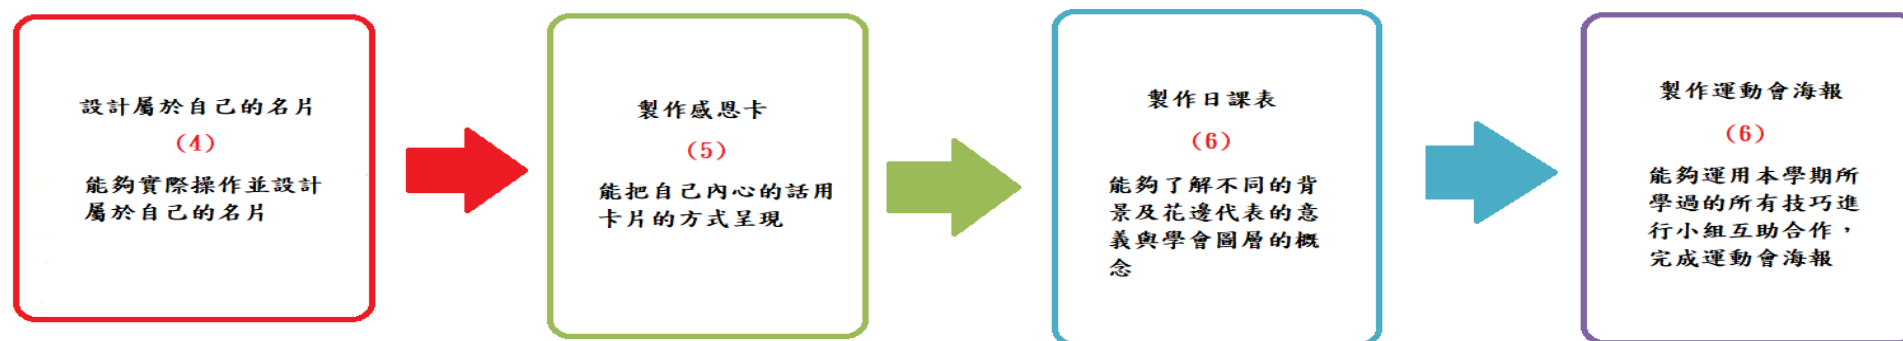 設計屬於自己的名片
(4)
能夠實際操作並設計
屬於自己的名片
製作感恩卡
(5)
能把自己內心的話用
卡片的方式呈現
製作日課表
(6)
能夠了解不同的背
景及花邊代表的意
義與學會圖層的概
念
製作運動會海報
(6)
能夠運用本學期所
學過的所有技巧進
行小組互助合作，
完成運動會海報